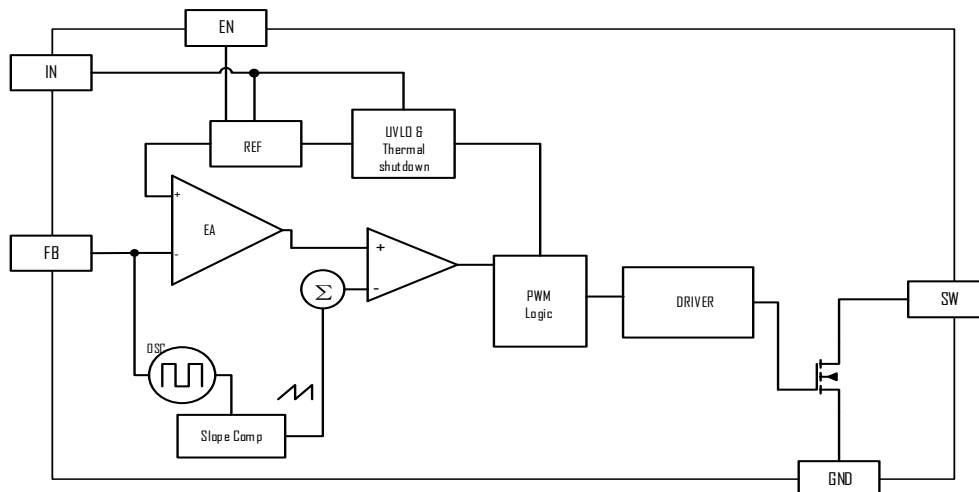 EN
IN
REF
UVLO &
Thermal
shutdown
+
EA
-
FB
+
Σ
-
PWM
Logic
DRIVER
SW
OSC
Slope Comp
GND